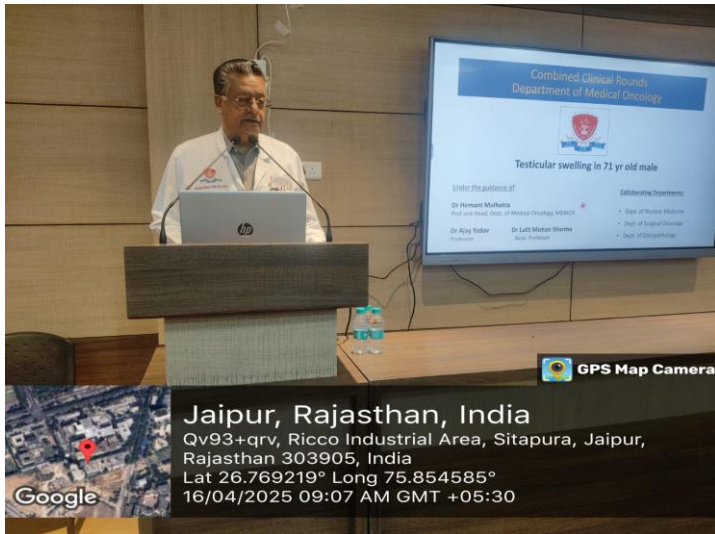 Combined Clinical Rounds
Department of Medical Oncology
Testicular swelling in 71 yr old male
Under the guidance of
Dr Hemant Malhotra
Prof and Head, Dept. of Medical Oncology, MGMCH
Dr Ajay Yadav
Professor
Dr Lalit Mohan Sharma
Asso. Professor
Collaborating Departments
• Dept. of Nuclear Medicine
• Dept. of Surgical Oncology
• Dept. of Oncopathology
hp
GPS Map Camera
Jaipur, Rajasthan, India
Qv93+qrv, Ricco Industrial Area, Sitapura, Jaipur,
Rajasthan 303905, India
Lat 26.769219° Long 75.854585°
16/04/2025 09:07 AM GMT +05:30
Google